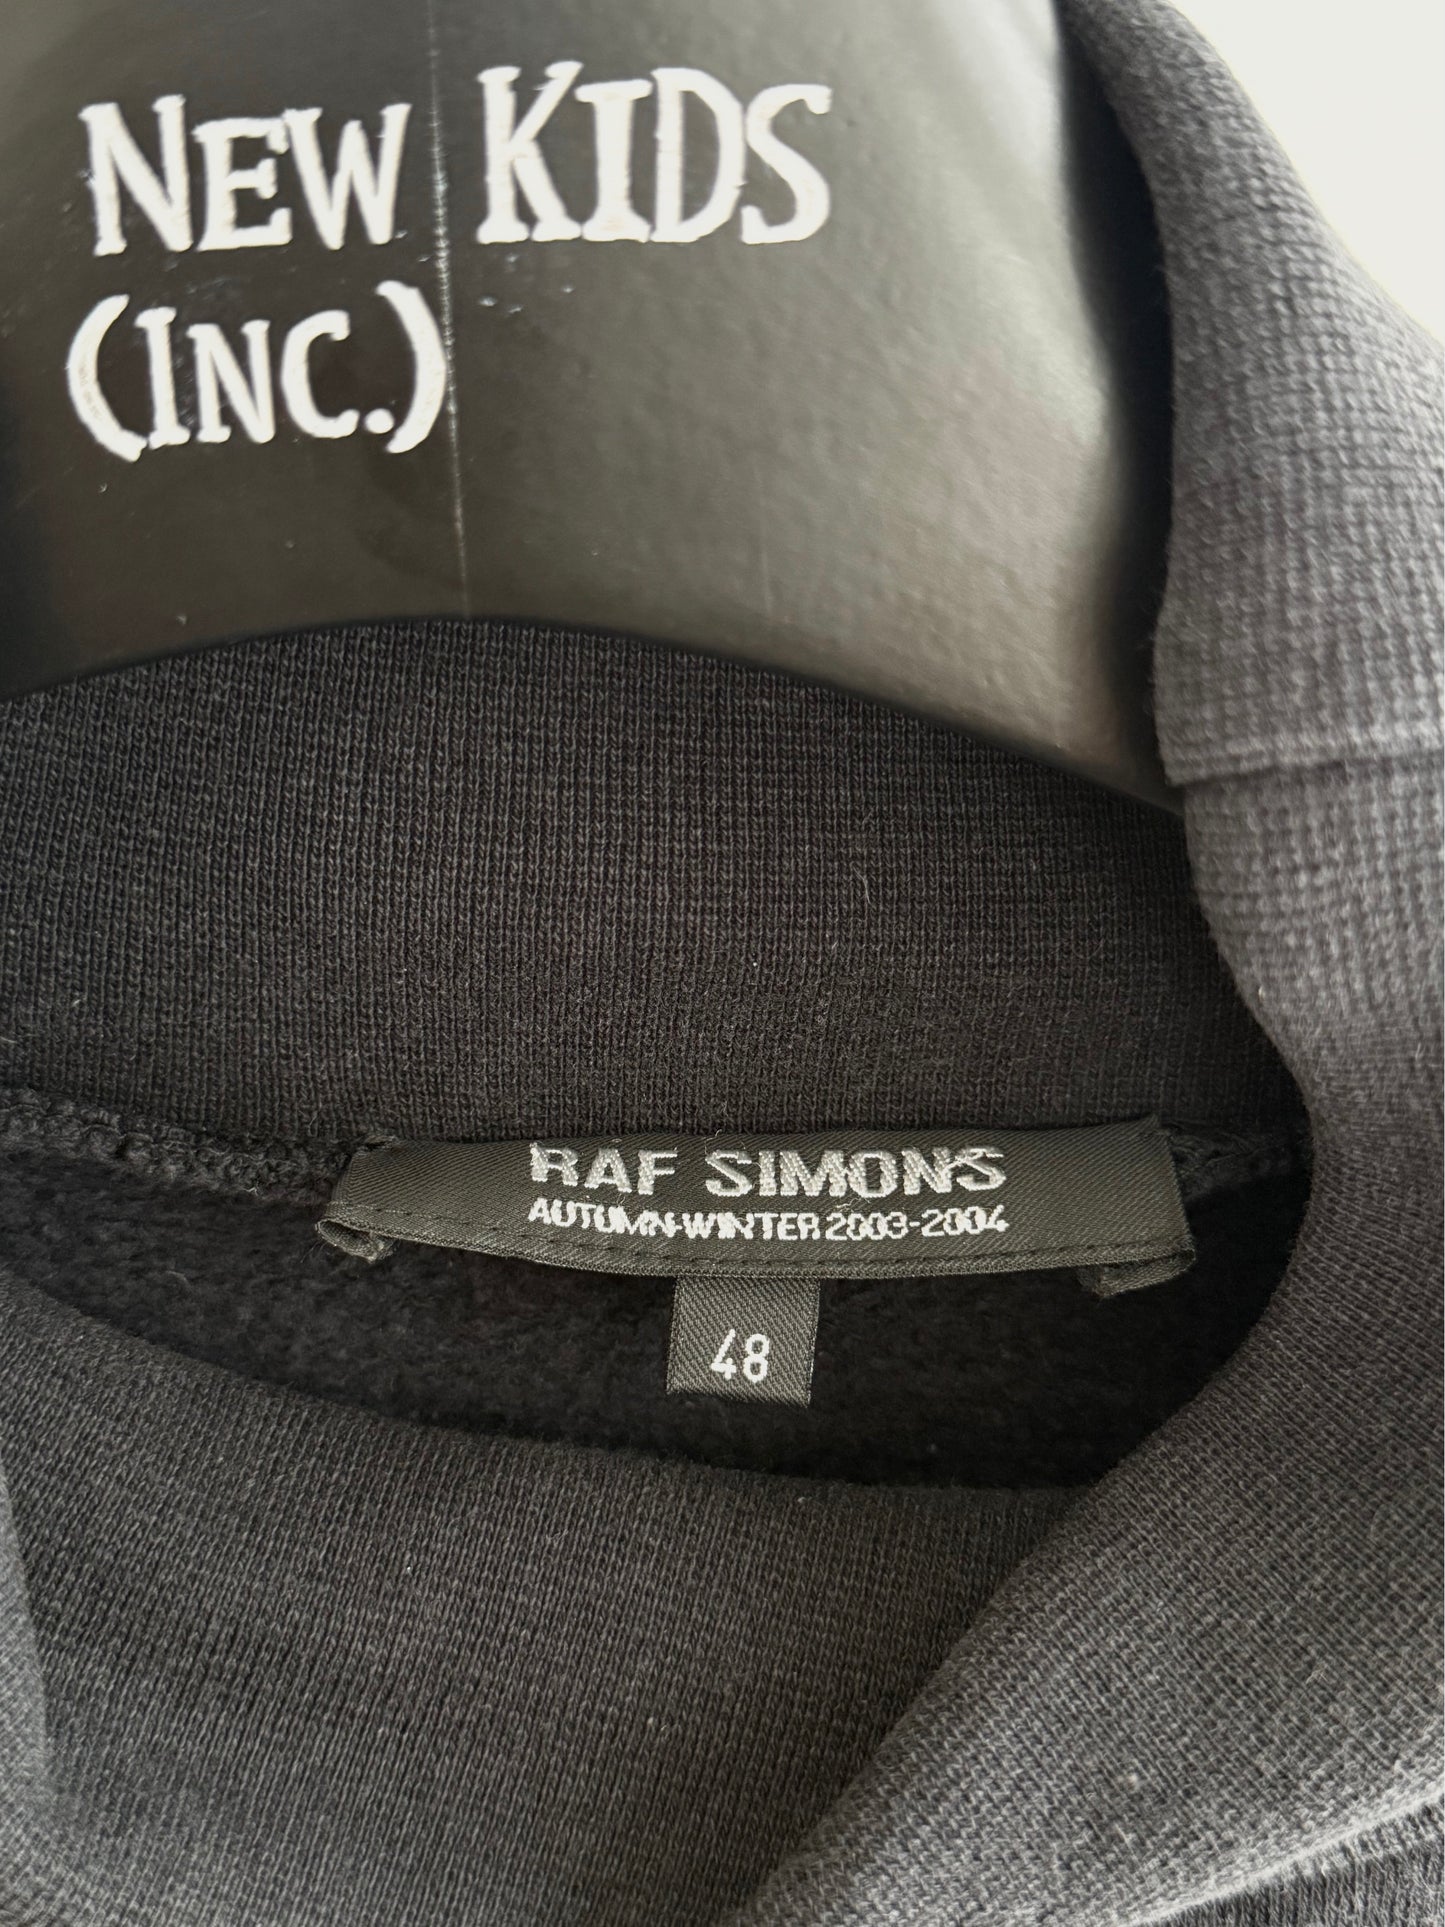 NEW KIDS
(INC.)
RAF SIMONS
AUTUMN-WINTER 2003-2004
48